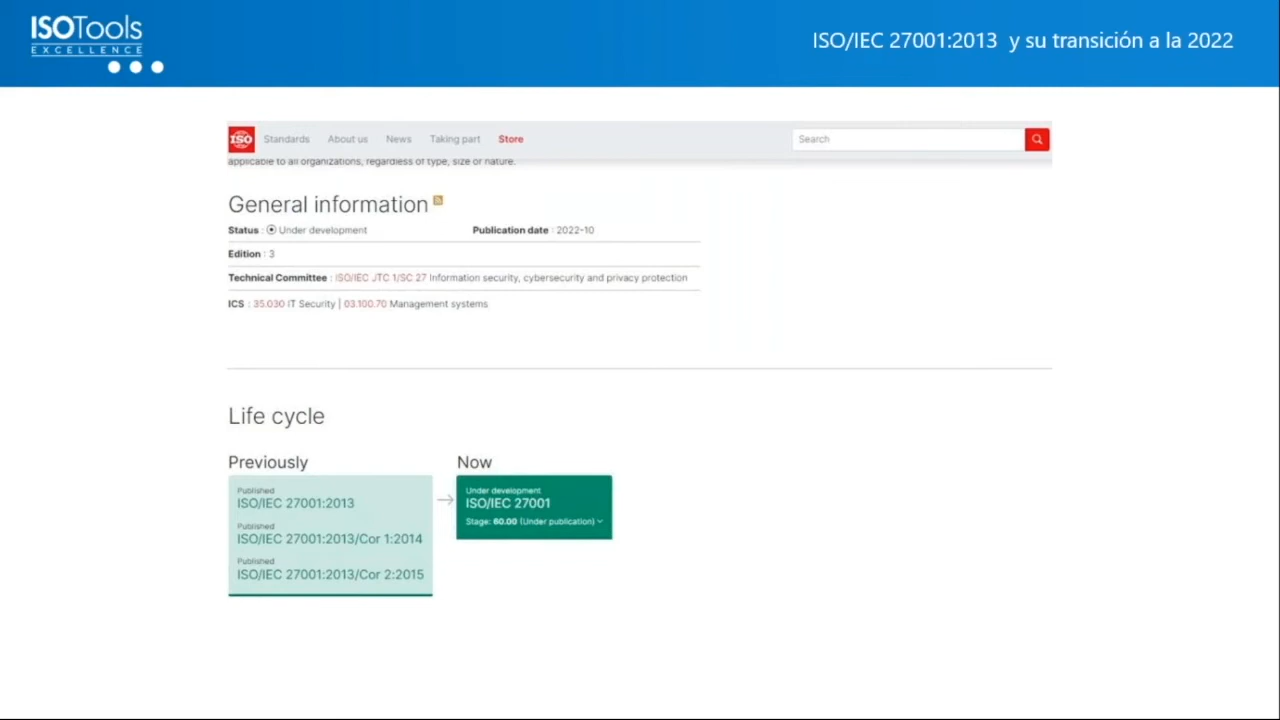 ISOTools
EXCELLENCE
ISO/IEC 27001:2013 y su transición a la 2022
ISO
Standards About us News Taking part Store
Search
applicable to all organizations, regardless of type, size or nature.
General information
Status : Under development Publication date : 2022-10
Edition : 3
Technical Committee : ISO/IEC JTC 1/SC 27 Information security, cybersecurity and privacy protection
ICS : 35.030 IT Security | 03.100.70 Management systems
Life cycle
Previously
Published
ISO/IEC 27001:2013
Published
ISO/IEC 27001:2013/Cor 1:2014
Published
ISO/IEC 27001:2013/Cor 2:2015
Now
Under development
ISO/IEC 27001
Stage: 60.00 (Under publication)